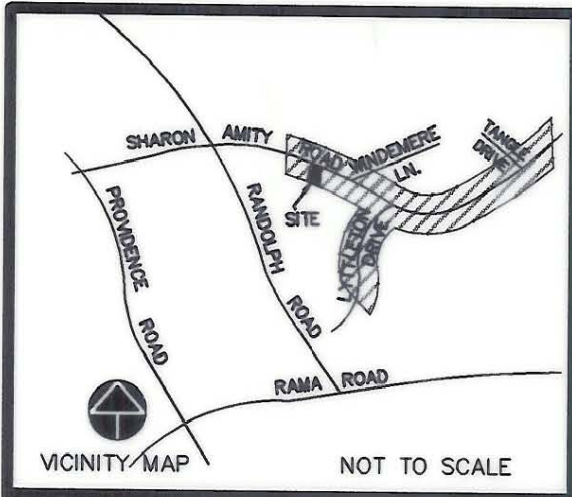 SHARON AMITY ROAD
WINDEMERE
LN.
TANGLE
DRIVE
SITE
PROVIDENCE
ROAD
RANDOLPH
ROAD
LYTTLETON
DRIVE
RAMA ROAD
VICINITY MAP
NOT TO SCALE